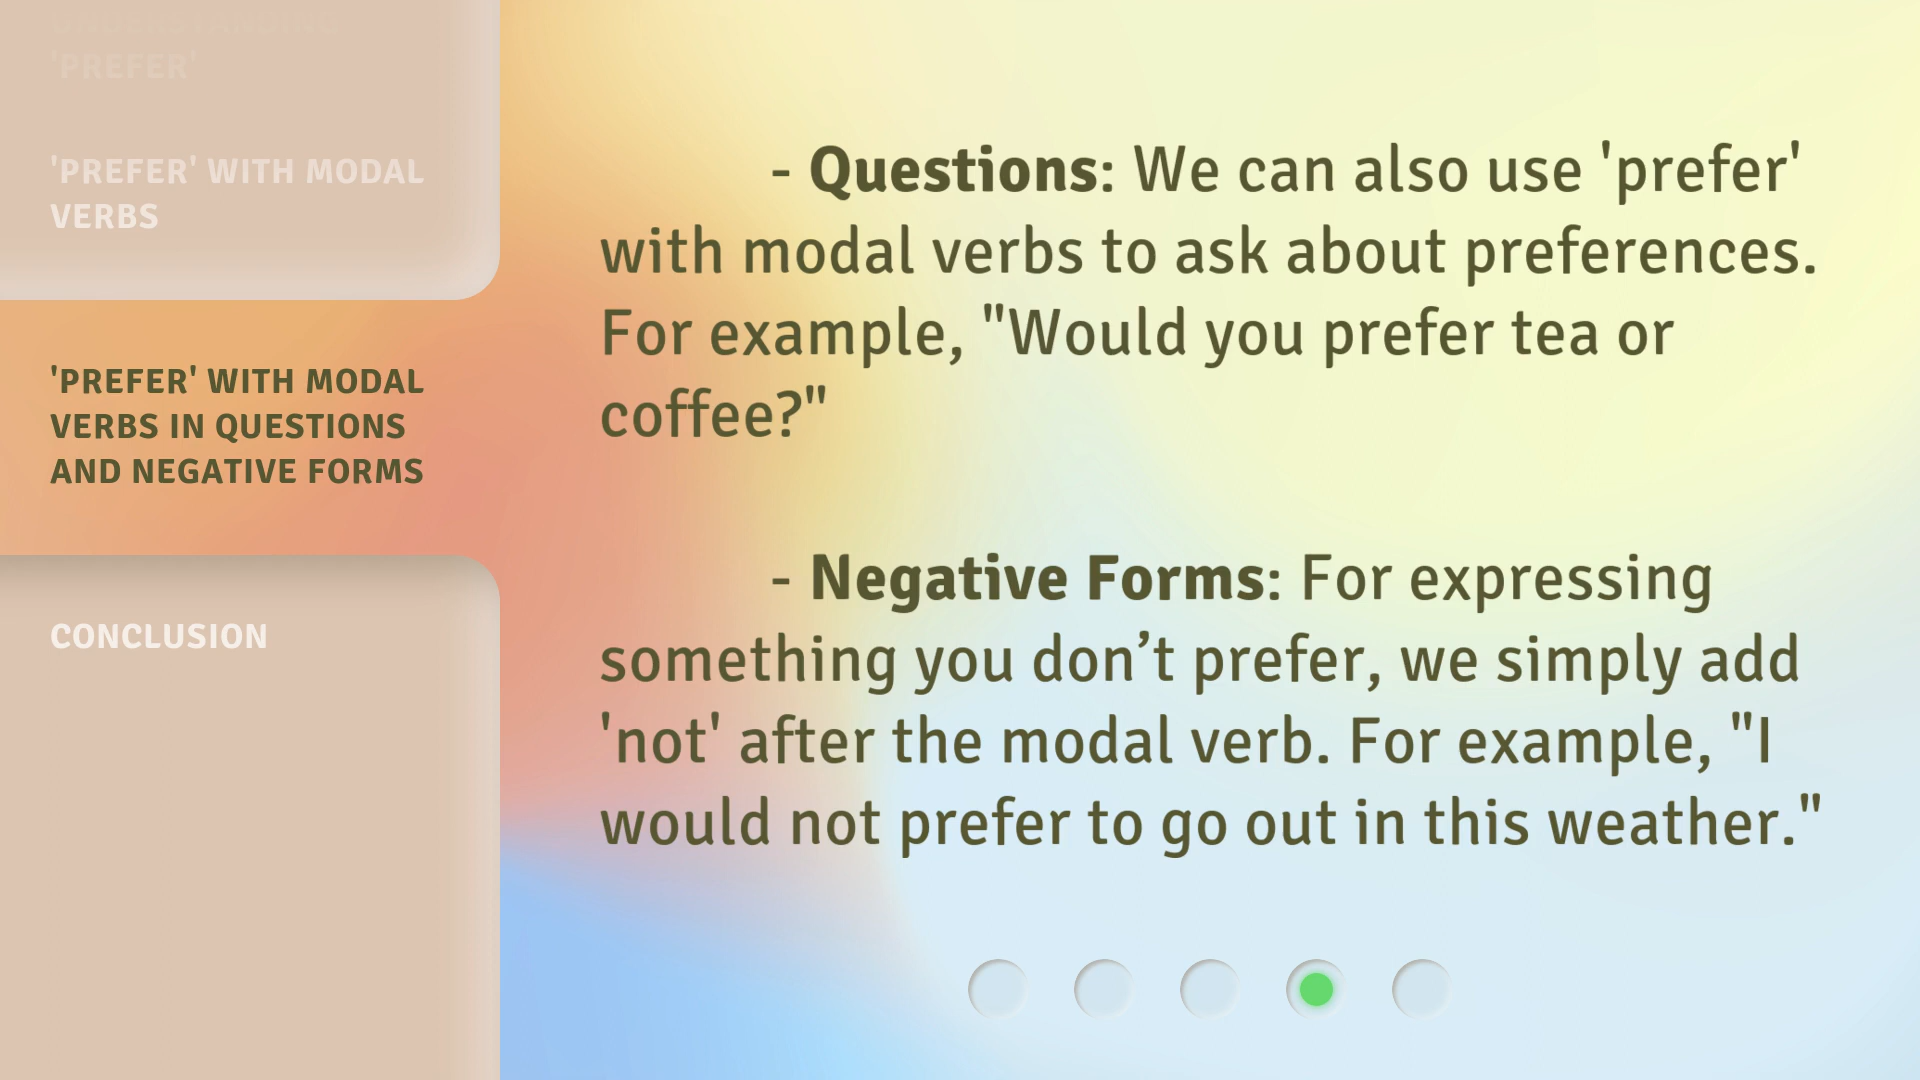 UNDERSTANDING
'PREFER'
'PREFER' WITH MODAL
VERBS
'PREFER' WITH MODAL
VERBS IN QUESTIONS
AND NEGATIVE FORMS
CONCLUSION
- Questions: We can also use 'prefer'
with modal verbs to ask about preferences.
For example, "Would you prefer tea or
coffee?"
- Negative Forms: For expressing
something you don’t prefer, we simply add
'not' after the modal verb. For example, "I
would not prefer to go out in this weather."